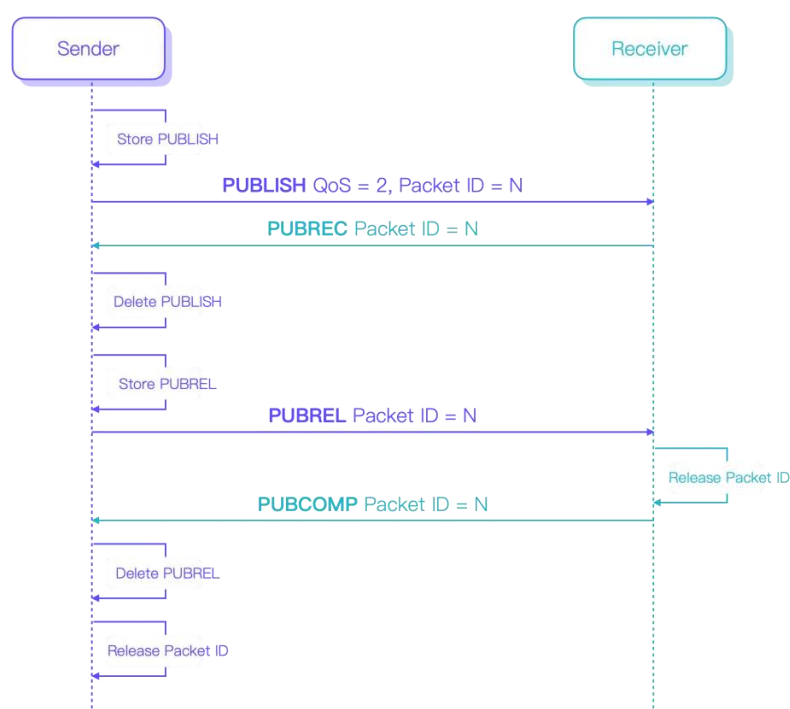 Sender
Receiver
Store PUBLISH
PUBLISH QoS = 2, Packet ID = N
PUBREC Packet ID = N
Delete PUBLISH
Store PUBREL
PUBREL Packet ID = N
Release Packet ID
PUBCOMP Packet ID = N
Delete PUBREL
Release Packet ID